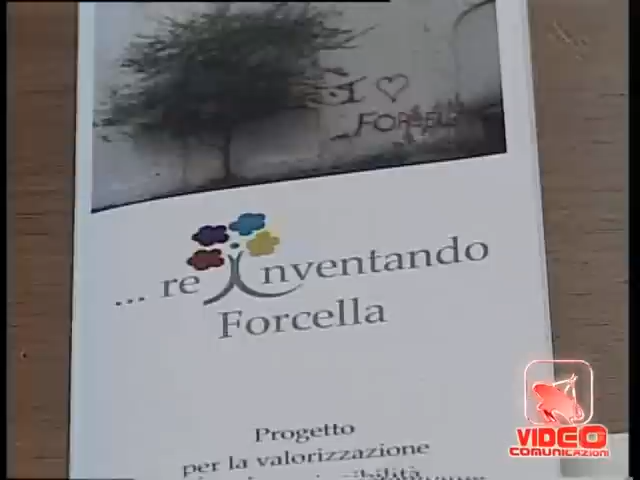 I ♡
FORCELLA
... reinventando
Forcella
Progetto
per la valorizzazione
VIDEO
COMUNICAZIONI